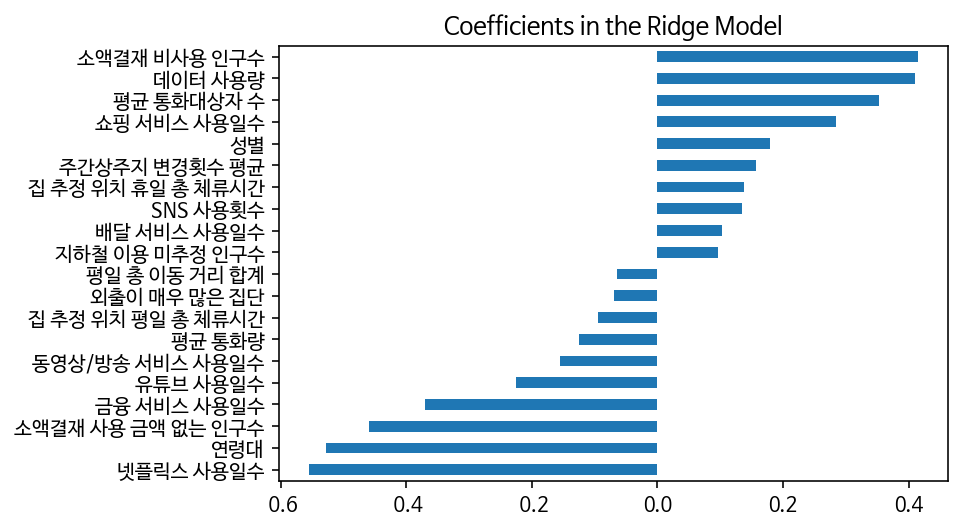 Coefficients in the Ridge Model
소액결재 비사용 인구수
데이터 사용량
평균 통화대상자 수
쇼핑 서비스 사용일수
성별
주간상주지 변경횟수 평균
집 추정 위치 휴일 총 체류시간
SNS 사용횟수
배달 서비스 사용일수
지하철 이용 미추정 인구수
평일 총 이동 거리 합계
외출이 매우 많은 집단
집 추정 위치 평일 총 체류시간
평균 통화량
동영상/방송 서비스 사용일수
유튜브 사용일수
금융 서비스 사용일수
소액결재 사용 금액 없는 인구수
연령대
넷플릭스 사용일수
0.6 0.4 0.2 0.0 0.2 0.4